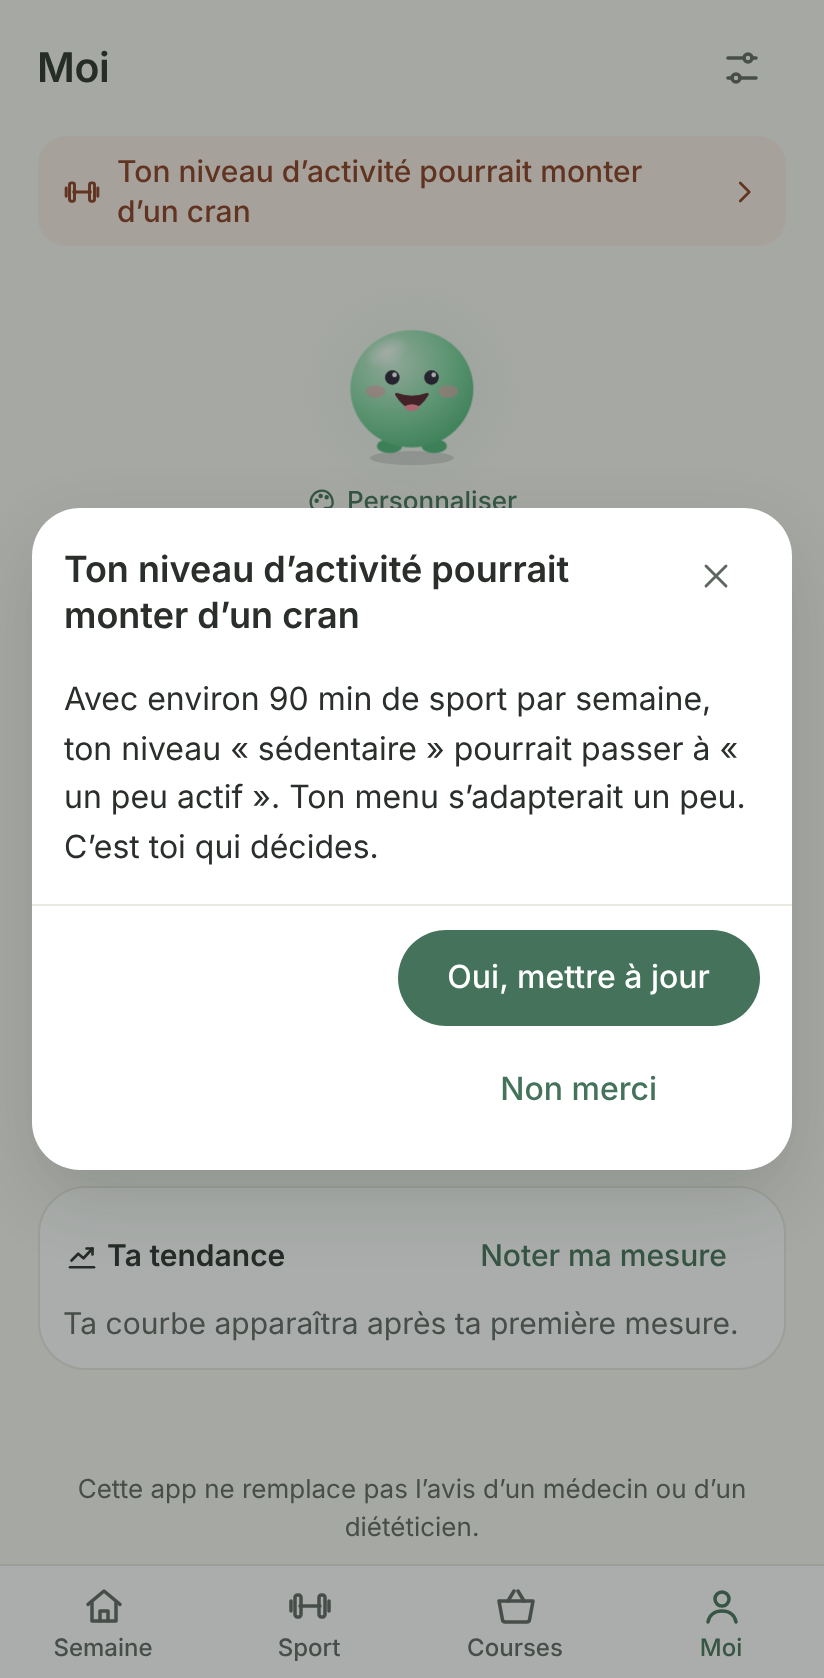 Moi
Ton niveau d’activité pourrait monter
d’un cran
Personnaliser
Ton niveau d’activité pourrait
monter d’un cran
Avec environ 90 min de sport par semaine,
ton niveau « sédentaire » pourrait passer à «
un peu actif ». Ton menu s’adapterait un peu.
C’est toi qui décides.
Oui, mettre à jour
Non merci
Ta tendance
Noter ma mesure
Ta courbe apparaîtra après ta première mesure.
Cette app ne remplace pas l’avis d’un médecin ou d’un
diététicien.
Semaine
Sport
Courses
Moi